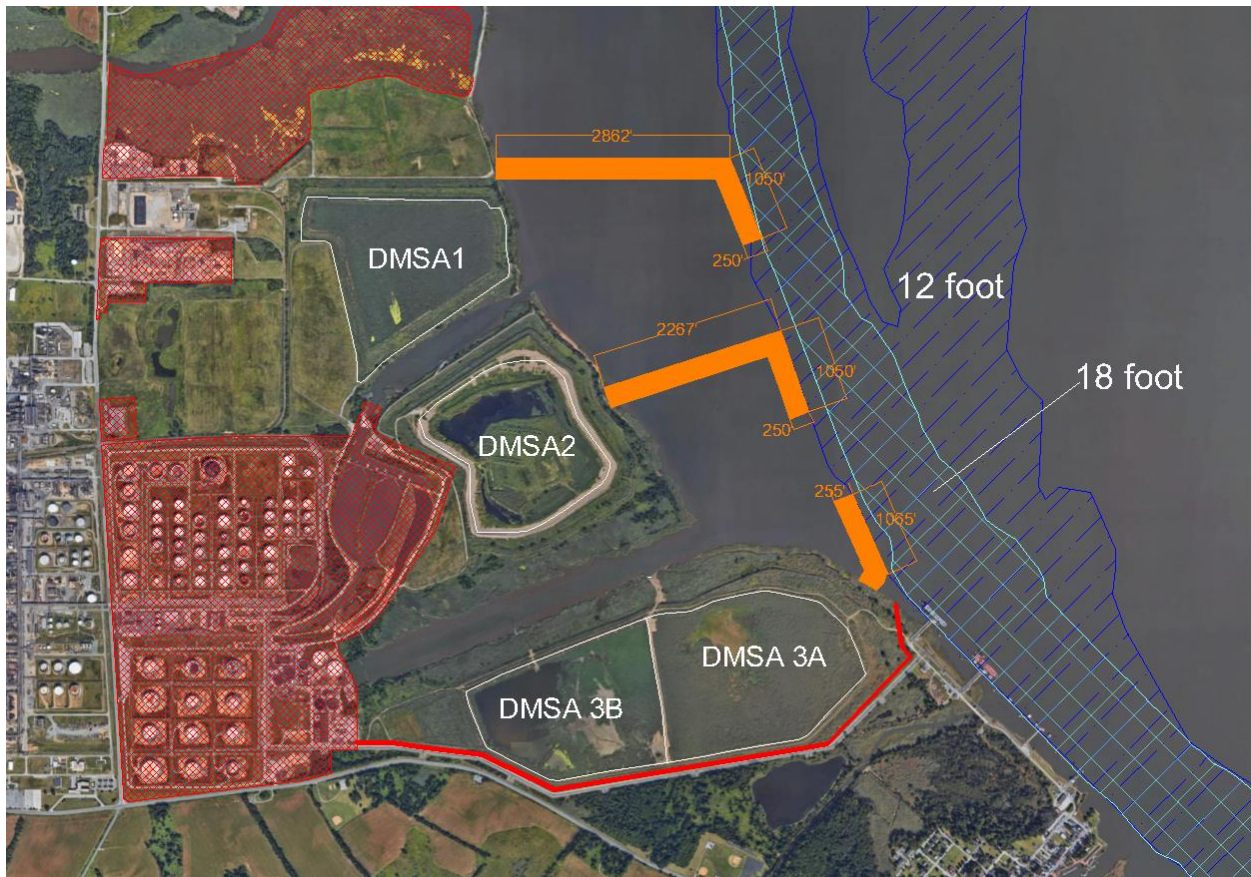 2862'
1050'
250'
DMSA1
12 foot
2267'
1050'
18 foot
250'
DMSA2
255'
1065'
DMSA 3A
DMSA 3B